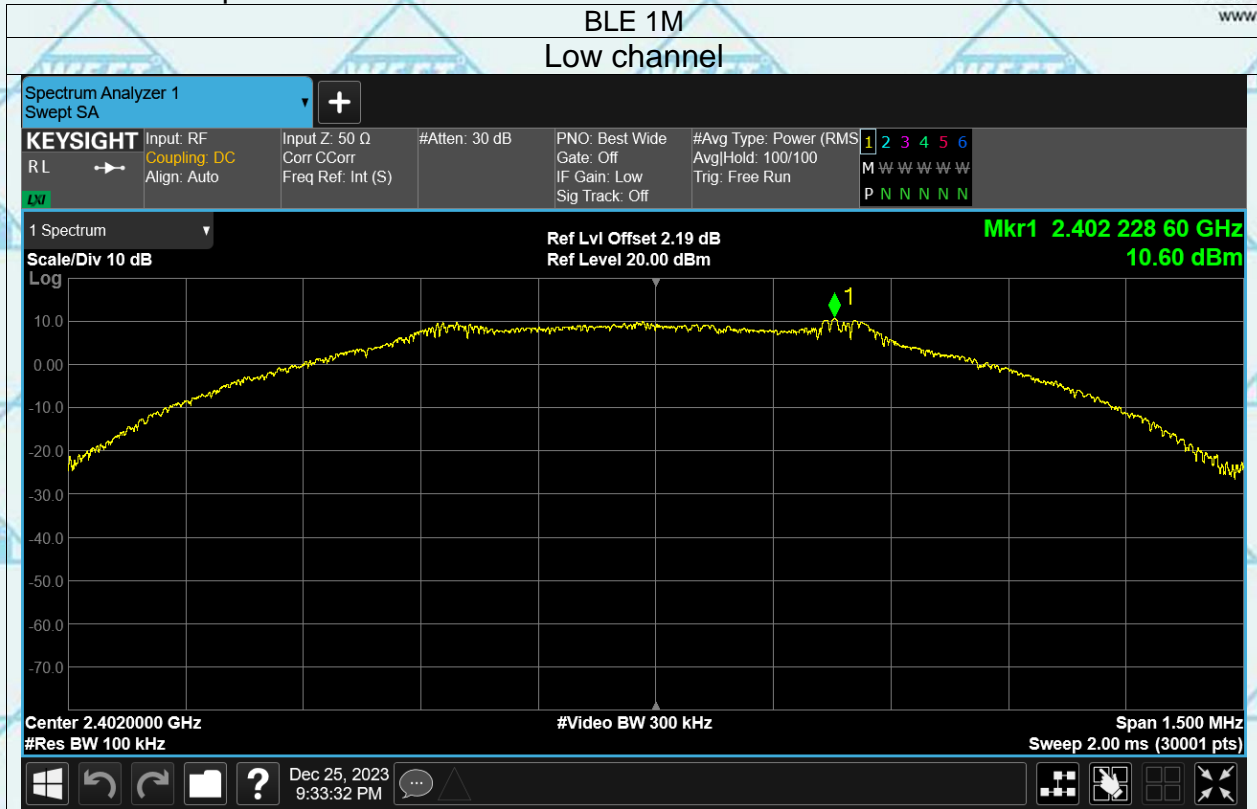 BLE 1M
www
Low channel
Spectrum Analyzer 1
Swept SA
KEYSIGHT
R L
LXI
Input: RF
Coupling: DC
Align: Auto
Input Z: 50 Ω
Corr CCorr
Freq Ref: Int (S)
#Atten: 30 dB
PNO: Best Wide
Gate: Off
IF Gain: Low
Sig Track: Off
#Avg Type: Power (RMS
Avg|Hold: 100/100
Trig: Free Run
1 2 3 4 5 6
M W W W W W
P N N N N N
1 Spectrum
Scale/Div 10 dB
Ref Lvl Offset 2.19 dB
Ref Level 20.00 dBm
Mkr1 2.402 228 60 GHz
10.60 dBm
Log
1
10.0
0.00
-10.0
-20.0
-30.0
-40.0
-50.0
-60.0
-70.0
Center 2.4020000 GHz
#Res BW 100 kHz
#Video BW 300 kHz
Span 1.500 MHz
Sweep 2.00 ms (30001 pts)
?
Dec 25, 2023
9:33:32 PM